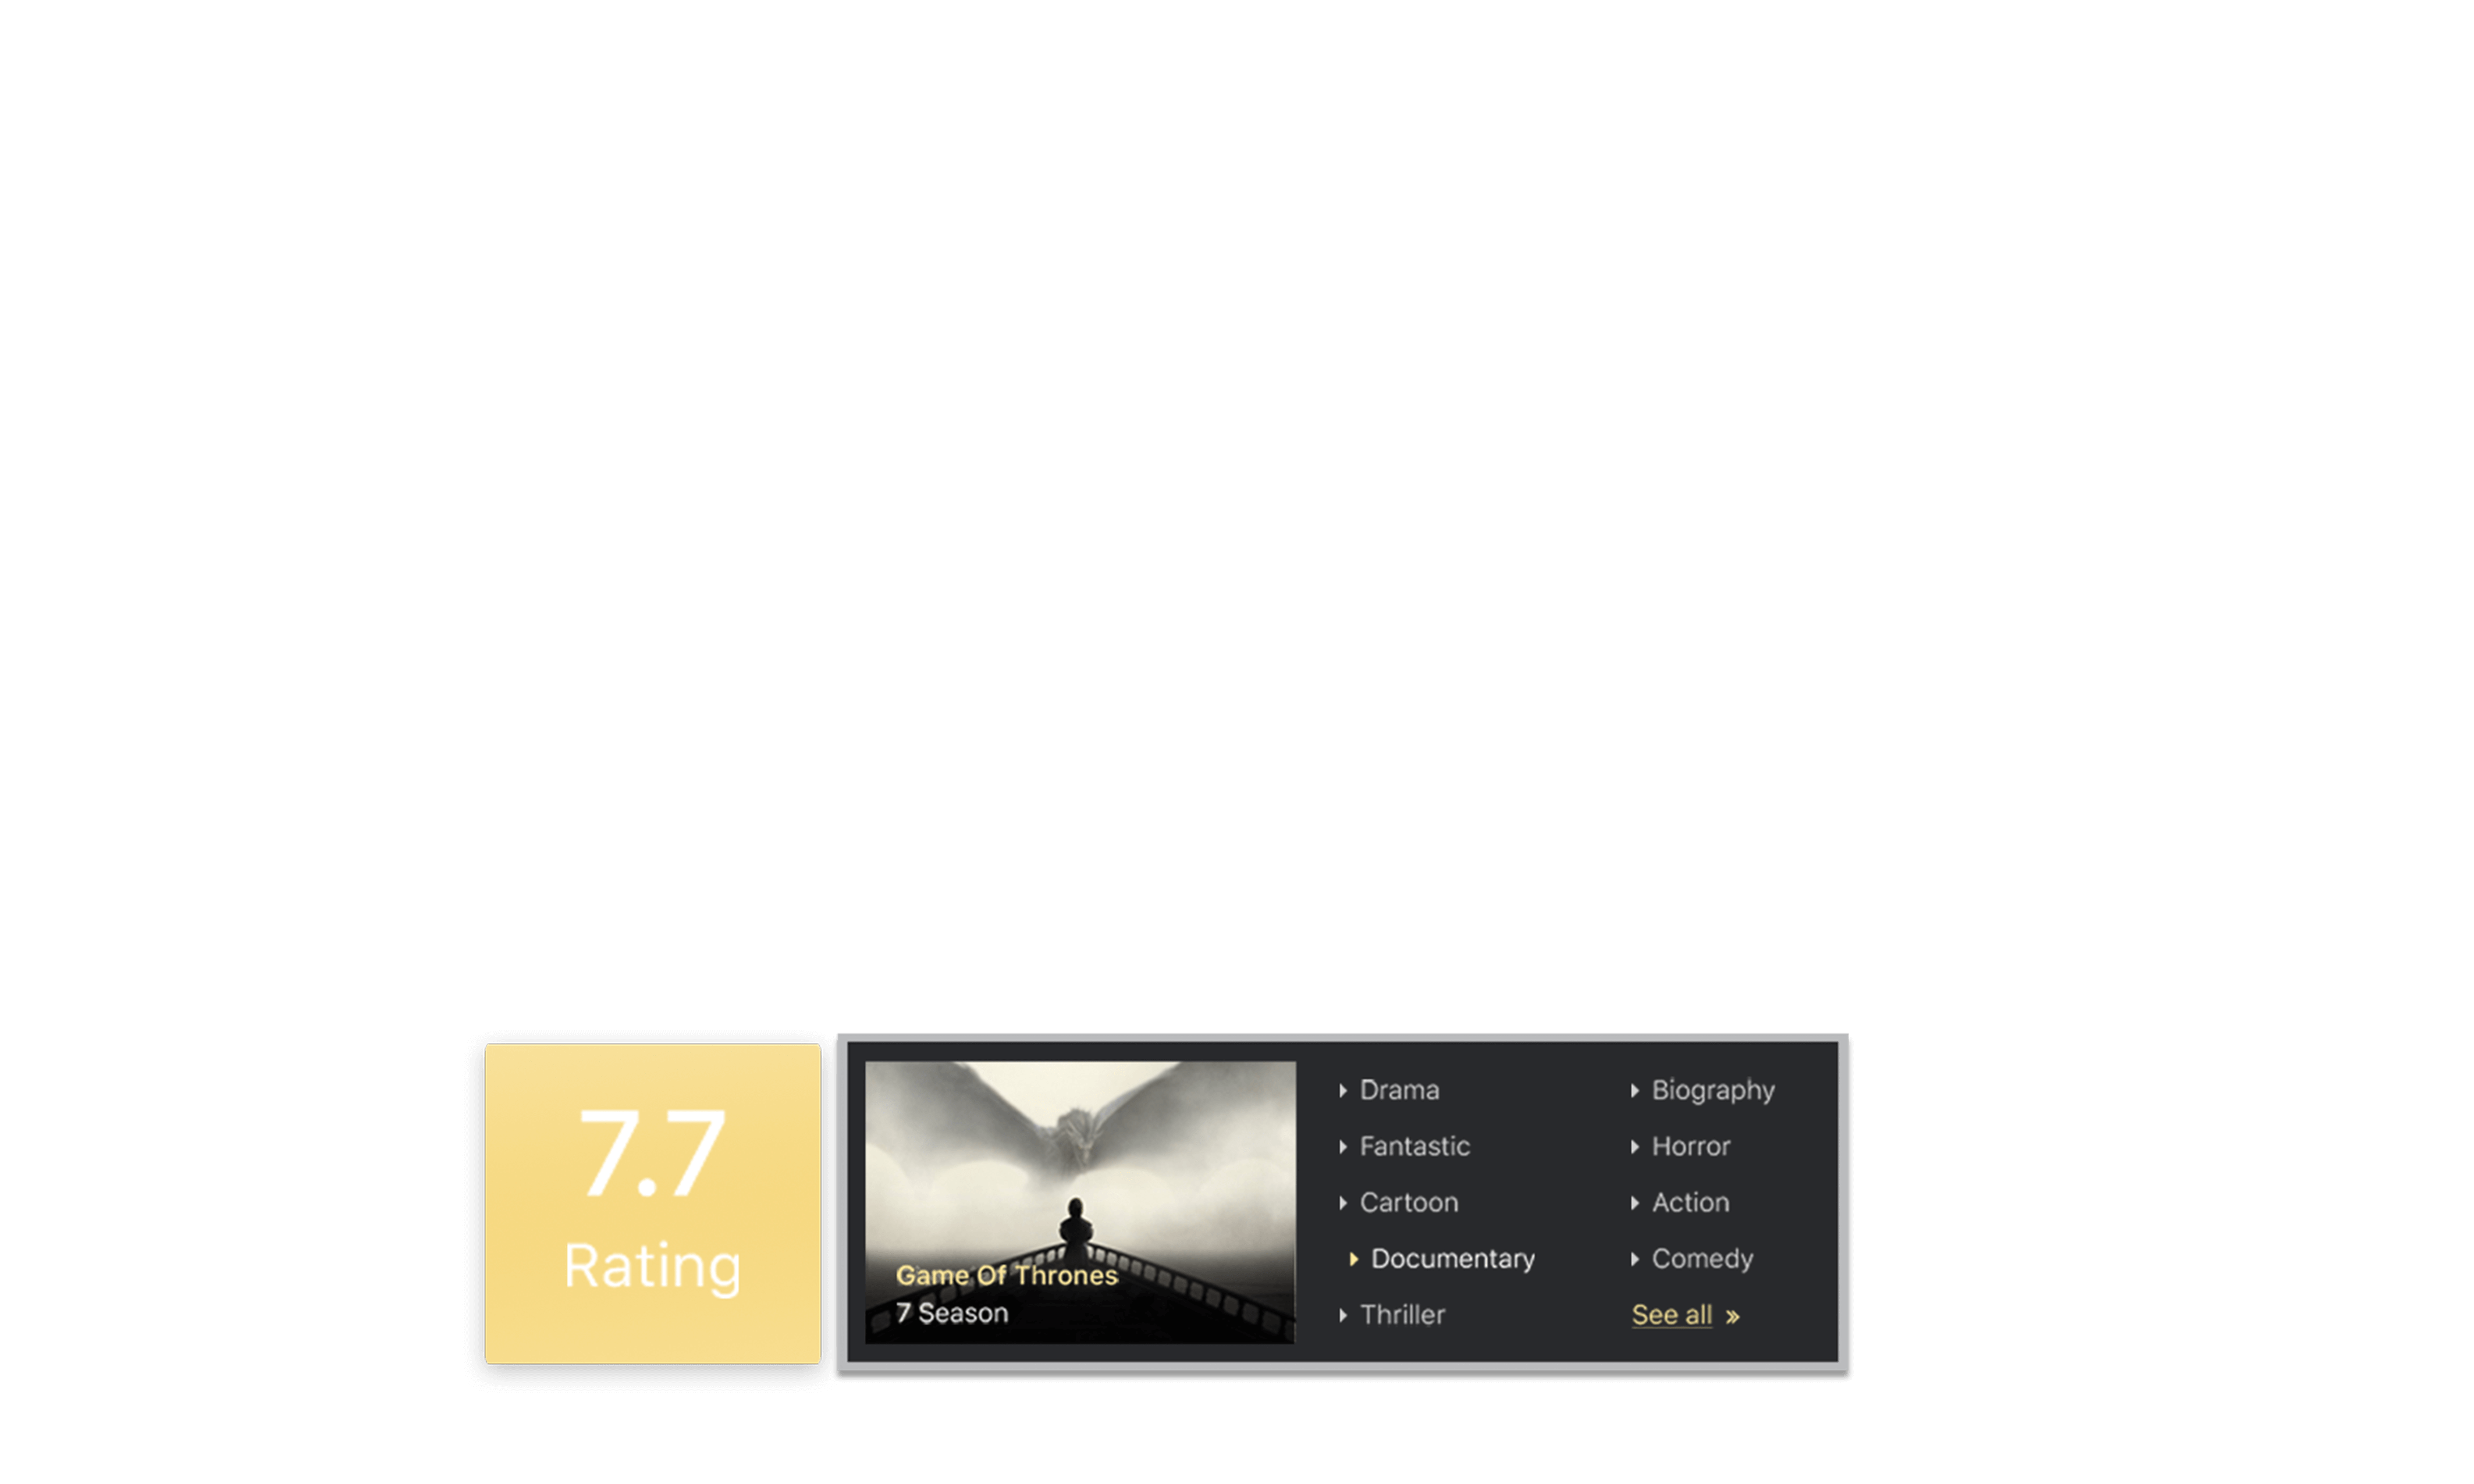 7.7
Rating
Game Of Thrones
7 Season
Drama
Fantastic
Cartoon
Documentary
Thriller
Biography
Horror
Action
Comedy
See all »